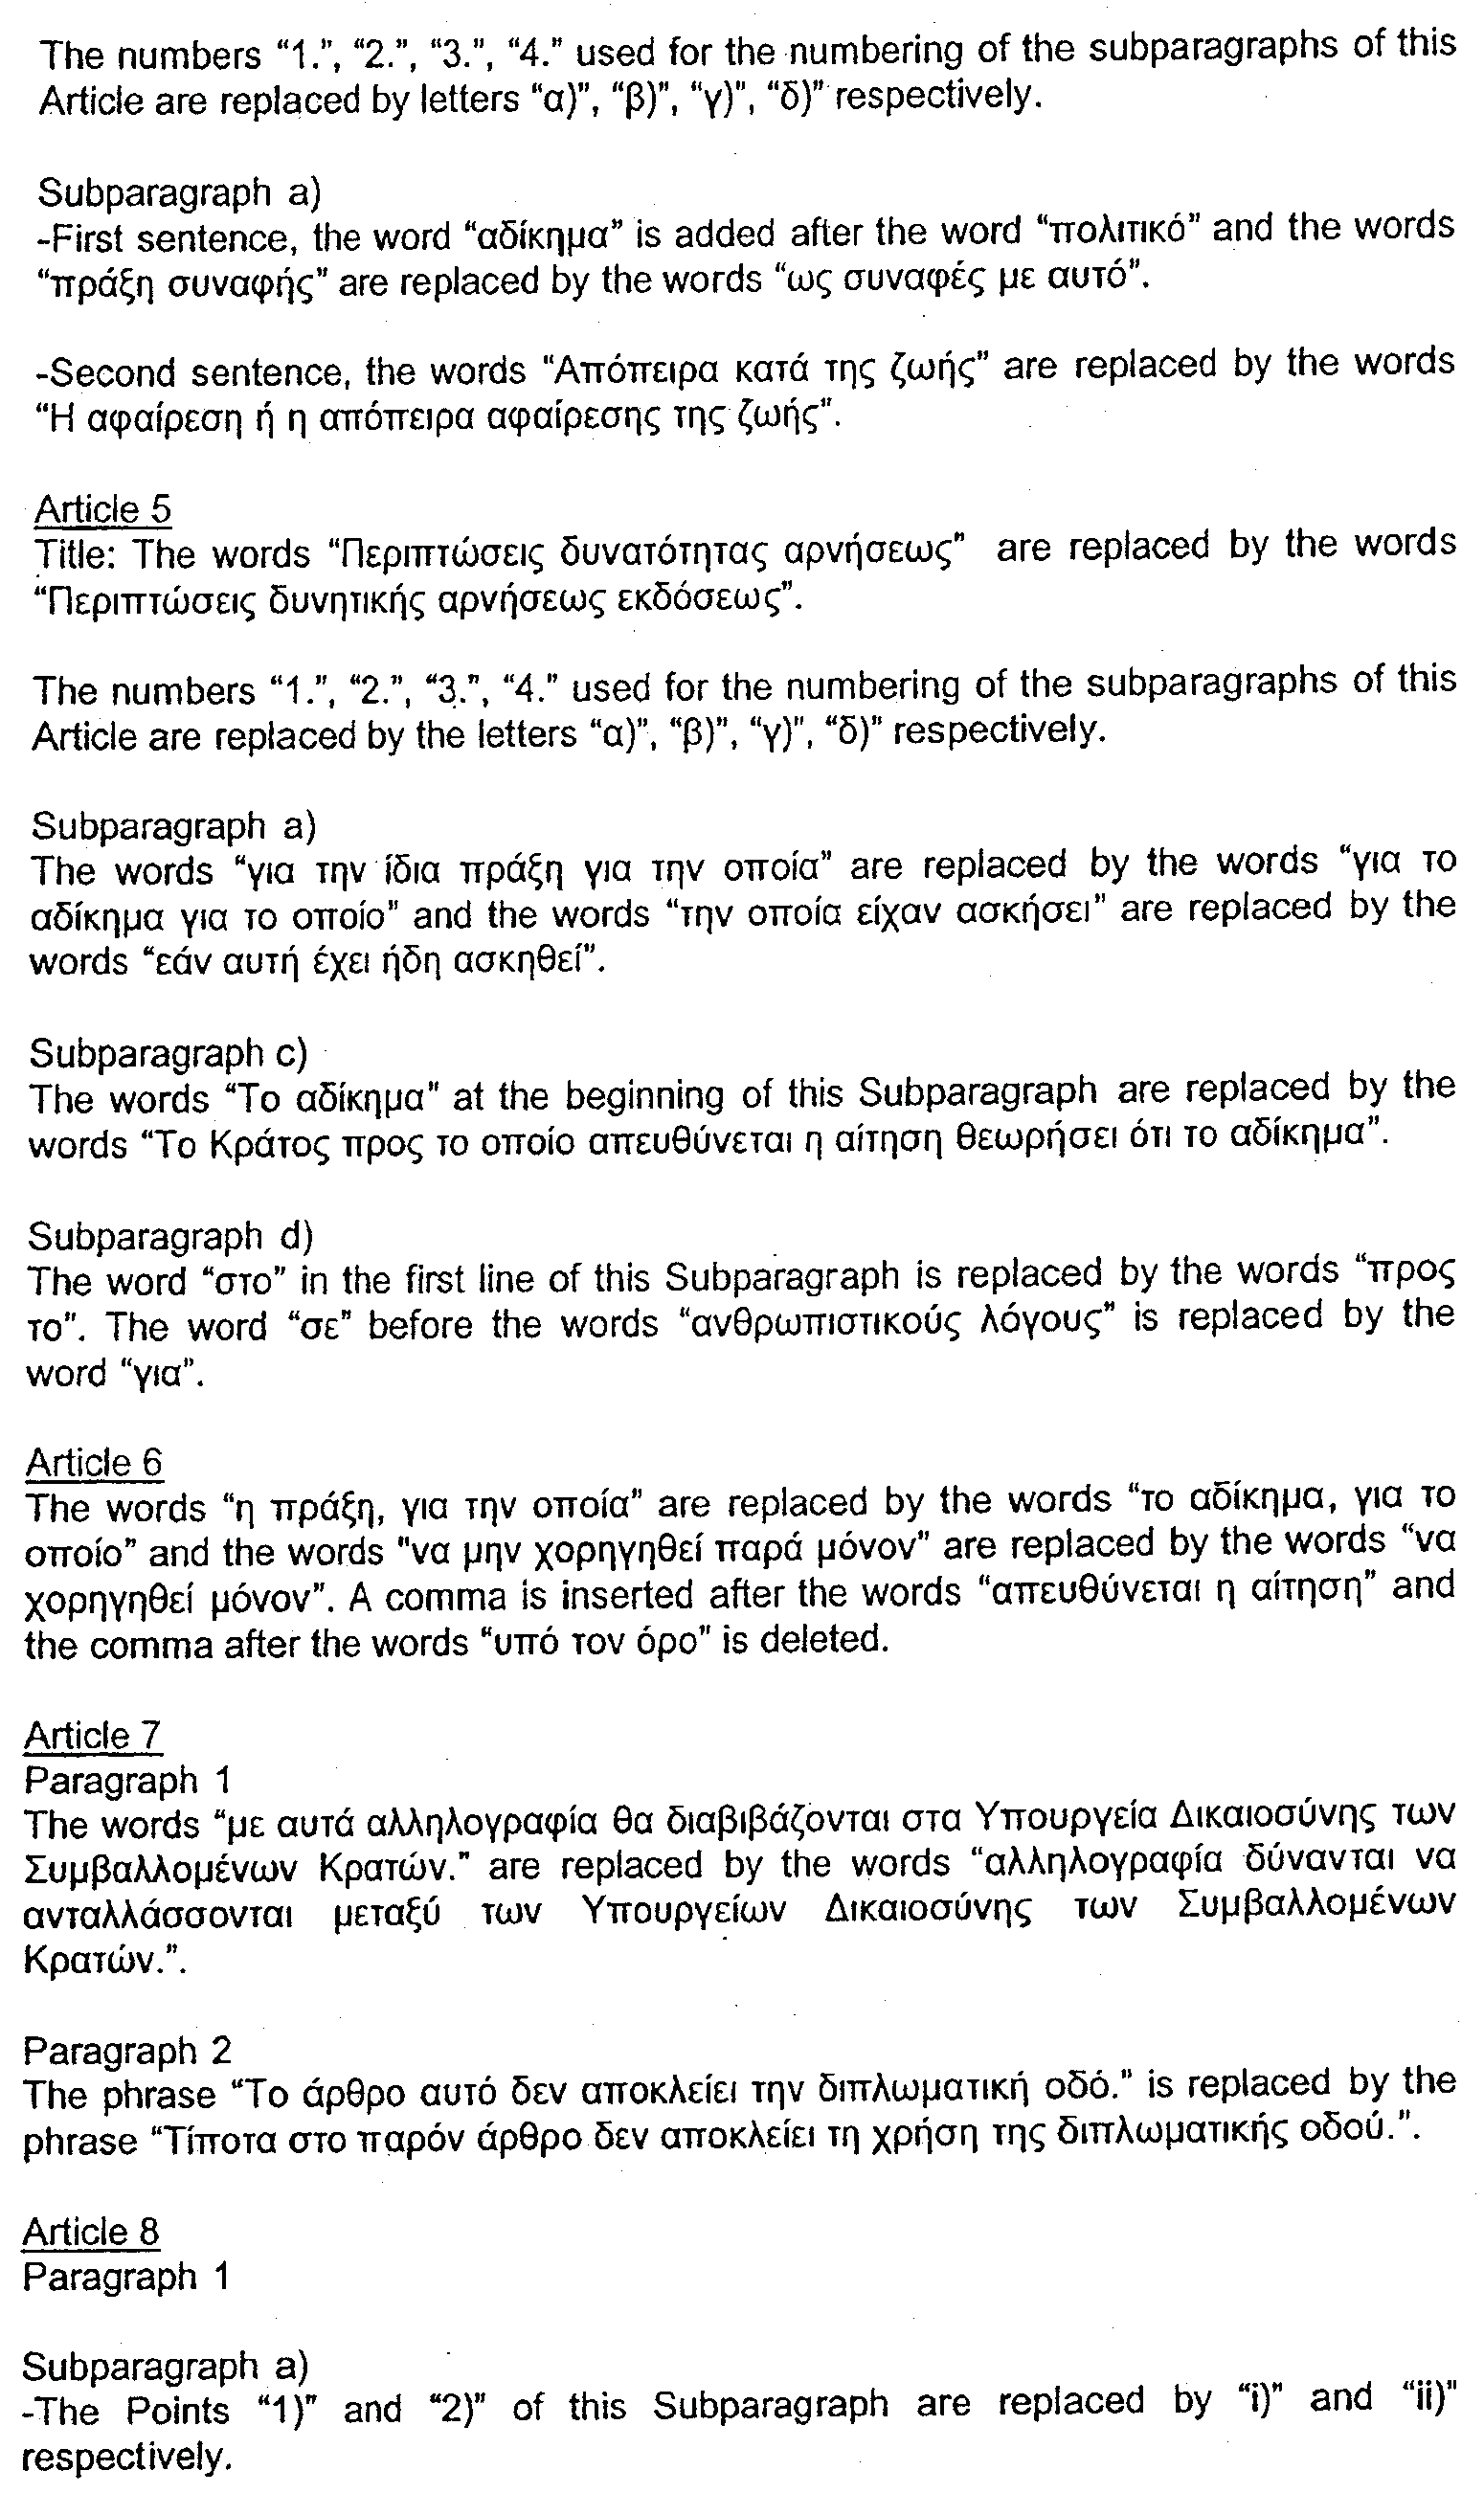 The numbers “1.”, “2.”, “3.”, “4.” used for the numbering of the subparagraphs of this
Article are replaced by letters “α)”, “β)”, “γ)”, “δ)” respectively.
Subparagraph a)
-First sentence, the word “αδίκημα” is added after the word “πολιτικό” and the words
“πράξη συναφής” are replaced by the words “ως συναφές με αυτό”.
-Second sentence, the words “Απόπειρα κατά της ζωής” are replaced by the words
“Η αφαίρεση ή η απόπειρα αφαίρεσης της ζωής”.
Article 5
Title: The words “Περιπτώσεις δυνατότητας αρνήσεως” are replaced by the words
“Περιπτώσεις δυνητικής αρνήσεως εκδόσεως”.
The numbers “1.”, “2.”, “3.”, “4.” used for the numbering of the subparagraphs of this
Article are replaced by the letters “α)”, “β)”, “γ)”, “δ)” respectively.
Subparagraph a)
The words “για την ίδια πράξη για την οποία” are replaced by the words “για το
αδίκημα για το οποίο” and the words “την οποία είχαν ασκήσει” are replaced by the
words “εάν αυτή έχει ήδη ασκηθεί”.
Subparagraph c)
The words “Το αδίκημα” at the beginning of this Subparagraph are replaced by the
words “Το Κράτος προς το οποίο απευθύνεται η αίτηση θεωρήσει ότι το αδίκημα”.
Subparagraph d)
The word “στο” in the first line of this Subparagraph is replaced by the words “προς
το”. The word “σε” before the words “ανθρωπιστικούς λόγους” is replaced by the
word “για”.
Article 6
The words “η πράξη, για την οποία” are replaced by the words “το αδίκημα, για το
οποίο” and the words "να μην χορηγηθεί παρά μόνον” are replaced by the words “να
χορηγηθεί μόνον”. A comma is inserted after the words “απευθύνεται η αίτηση” and
the comma after the words “υπό τον όρο” is deleted.
Article 7
Paragraph 1
The words “με αυτά αλληλογραφία θα διαβιβάζονται στα Υπουργεία Δικαιοσύνης των
Συμβαλλομένων Κρατών.” are replaced by the words “αλληλογραφία δύνανται να
ανταλλάσσονται μεταξύ των Υπουργείων Δικαιοσύνης των Συμβαλλομένων
Κρατών.”.
Paragraph 2
The phrase “Το άρθρο αυτό δεν αποκλείει την διπλωματική οδό.” is replaced by the
phrase “Τίποτα στο παρόν άρθρο δεν αποκλείει τη χρήση της διπλωματικής οδού.”.
Article 8
Paragraph 1
Subparagraph a)
-The Points “1)” and “2)” of this Subparagraph are replaced by “i)” and “ii)”
respectively.